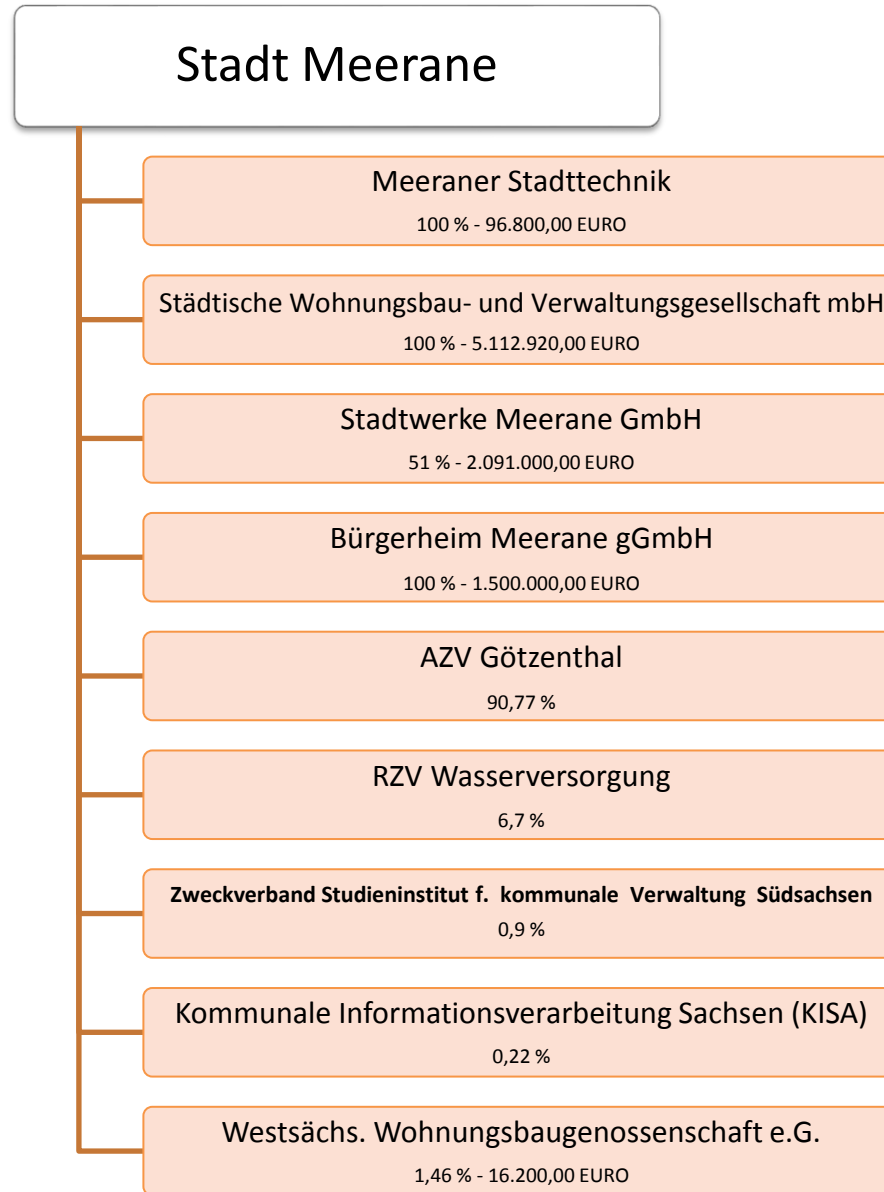 Stadt Meerane
Meeraner Stadttechnik
100 % - 96.800,00 EURO
Städtische Wohnungsbau- und Verwaltungsgesellschaft mbH
100 % - 5.112.920,00 EURO
Stadtwerke Meerane GmbH
51 % - 2.091.000,00 EURO
Bürgerheim Meerane gGmbH
100 % - 1.500.000,00 EURO
AZV Götzenthal
90,77 %
RZV Wasserversorgung
6,7 %
Zweckverband Studieninstitut f. kommunale Verwaltung Südsachsen
0,9 %
Kommunale Informationsverarbeitung Sachsen (KISA)
0,22 %
Westsächs. Wohnungsbaugenossenschaft e.G.
1,46 % - 16.200,00 EURO